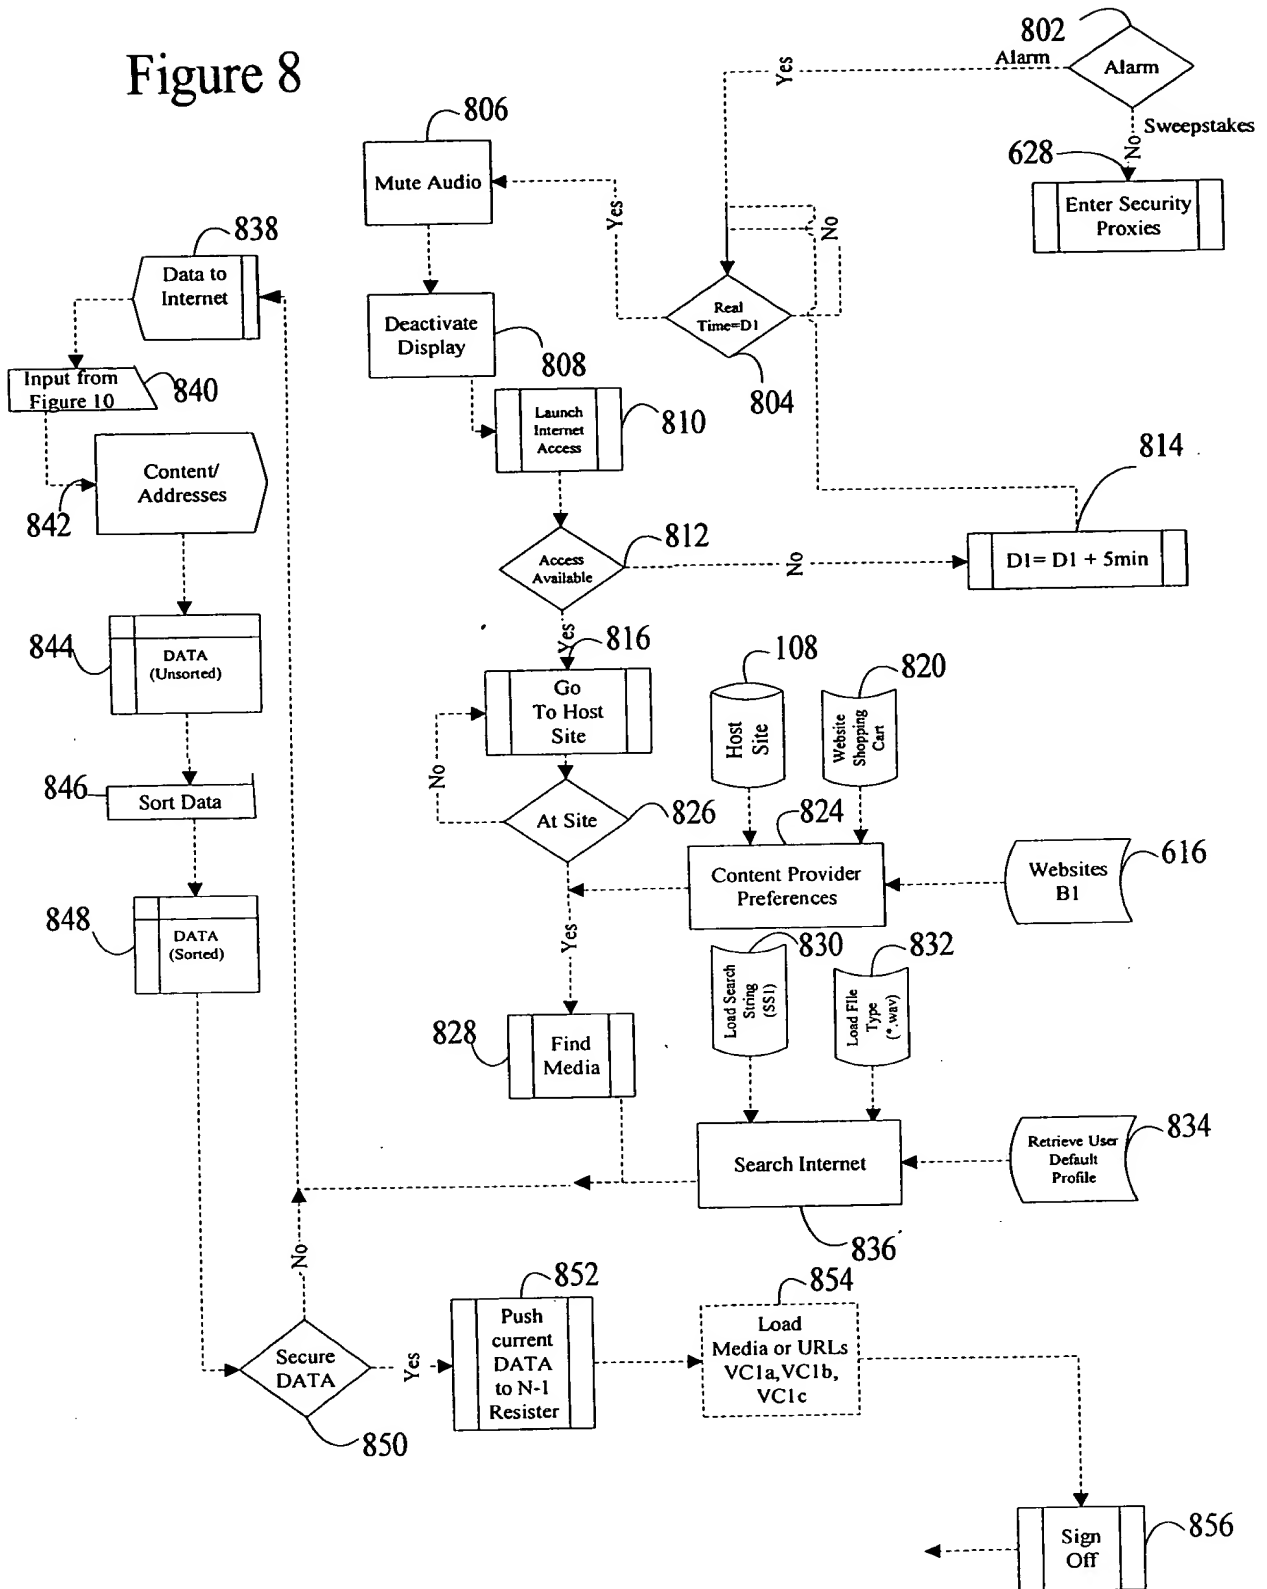 Figure 8
802
Alarm
Alarm
Yes
No
Sweepstakes
628
Enter Security
Proxies
806
Mute Audio
Yes
No
838
Data to
Internet
Real
Time=D1
804
Deactivate
Display
808
Input from
Figure 10
840
Launch
Internet
Access
810
814
Content/
Addresses
842
812
Access
Available
No
D1= D1 + 5min
Yes
816
108
820
844
DATA
(Unsorted)
Go
To Host
Site
Host
Site
Website
Shopping
Cart
No
846
Sort Data
At Site
826
824
Content Provider
Preferences
Websites
B1
616
848
DATA
(Sorted)
Yes
830
832
Load Search
String
(SS1)
Load File
Type
(*.wav)
828
Find
Media
Search Internet
Retrieve User
Default
Profile
834
836
No
852
854
Secure
DATA
Yes
Push
current
DATA
to N-1
Resister
Load
Media or URLs
VC1a,VC1b,
VC1c
850
Sign
Off
856